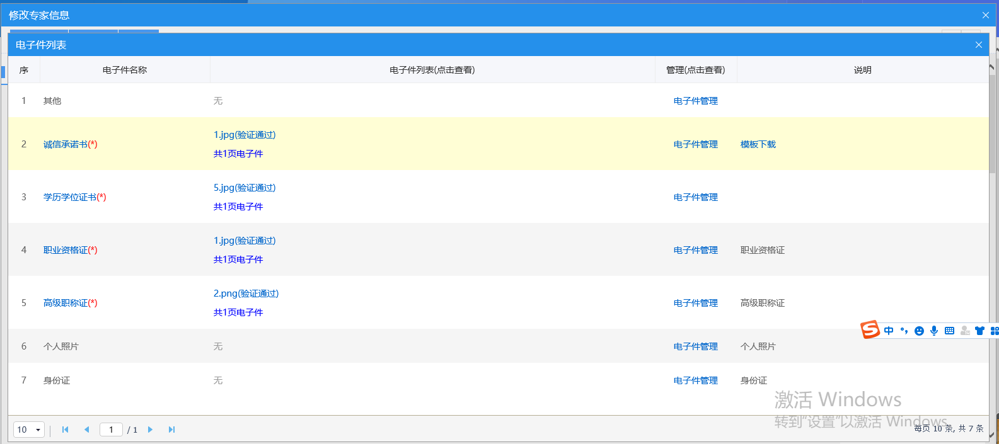 修改专家信息
电子件列表
序 电子件名称 电子件列表(点击查看) 管理(点击查看) 说明
1 其他 无 电子件管理
2 诚信承诺书(*) 1.jpg(验证通过) 电子件管理 模板下载
共1页电子件
3 学历学位证书(*) 5.jpg(验证通过) 电子件管理
共1页电子件
4 职业资格证(*) 1.jpg(验证通过) 电子件管理 职业资格证
共1页电子件
5 高级职称证(*) 2.png(验证通过) 电子件管理 高级职称证
共1页电子件
中
6 个人照片 无 电子件管理 个人照片
7 身份证 无 电子件管理 身份证
激活 Windows
转到"设置"以激活 Windows。
10 1 / 1 每页 10 条, 共 7 条